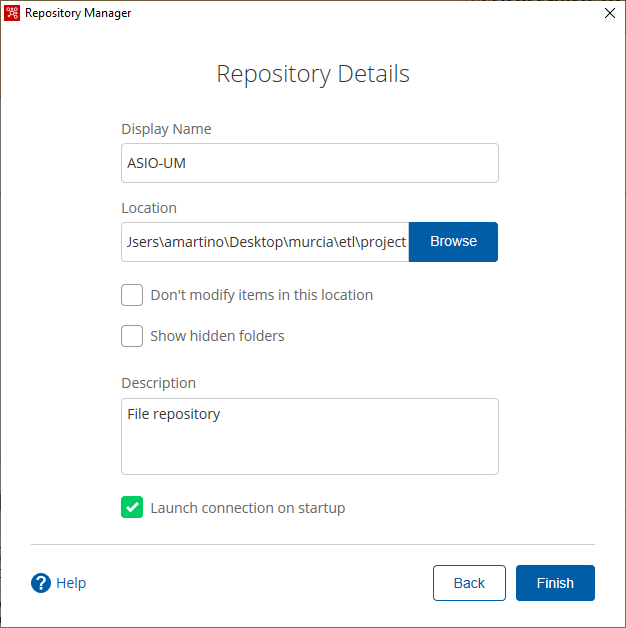 Repository Manager
Repository Details
Display Name
ASIO-UM
Location
Jsers\amartino\Desktop\murcia\etl\project
Browse
Don't modify items in this location
Show hidden folders
Description
File repository
Launch connection on startup
? Help
Back
Finish